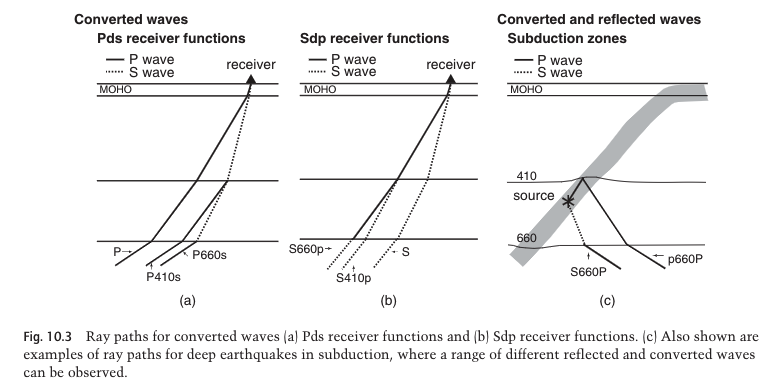 Converted waves
Pds receiver functions
P wave
S wave
receiver
MOHO
P
P410s
P660s
(a)
Sdp receiver functions
P wave
S wave
receiver
MOHO
S660p
S410p
S
(b)
Converted and reflected waves
Subduction zones
P wave
S wave
MOHO
410
source
660
S660P
p660P
(c)
Fig. 10.3 Ray paths for converted waves (a) Pds receiver functions and (b) Sdp receiver functions. (c) Also shown are
examples of ray paths for deep earthquakes in subduction, where a range of different reflected and converted waves
can be observed.